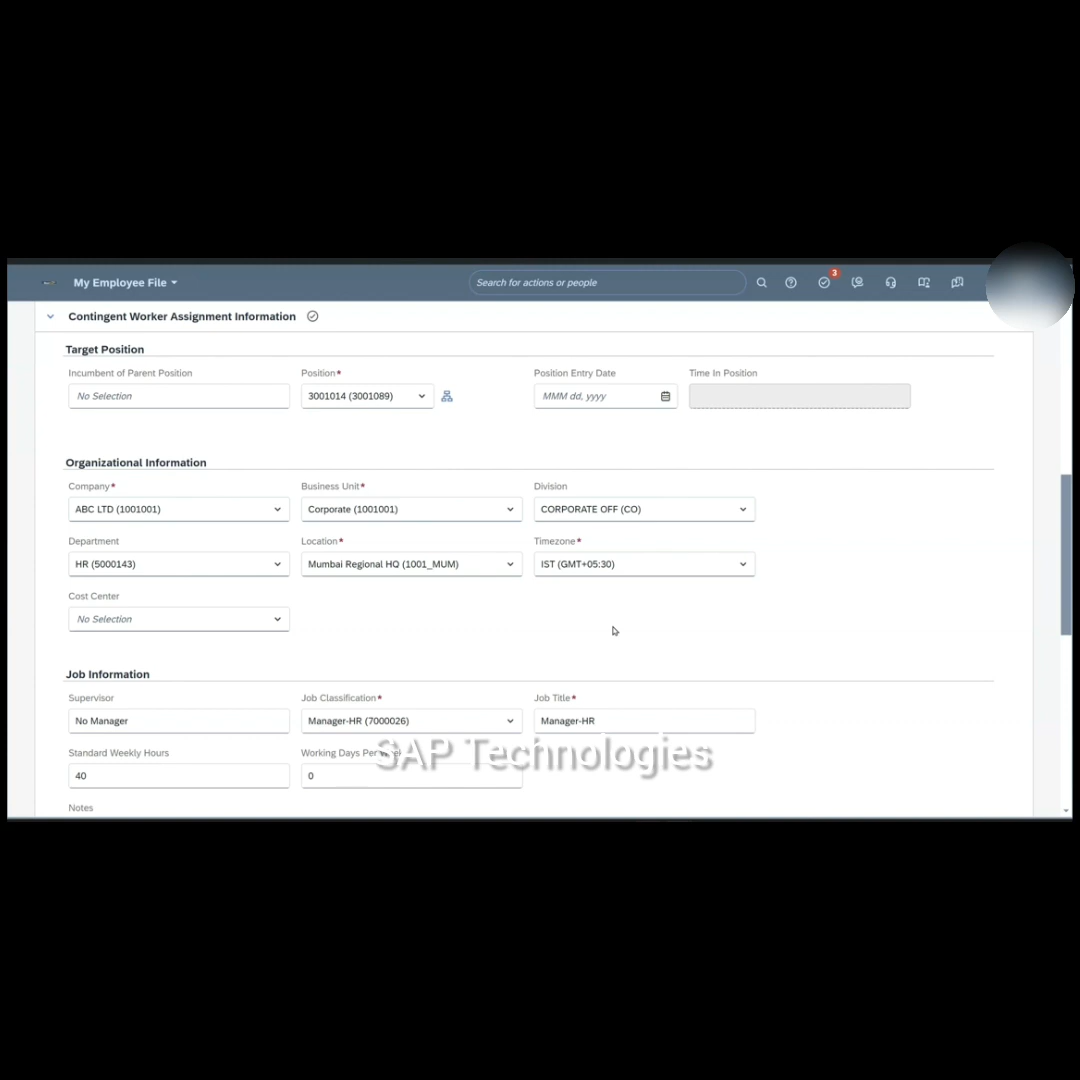 My Employee File
Search for actions or people
3
Contingent Worker Assignment Information
Target Position
Incumbent of Parent Position
Position*
Position Entry Date
Time In Position
No Selection
3001014 (3001089)
MMM dd, yyyy
Organizational Information
Company*
Business Unit*
Division
ABC LTD (1001001)
Corporate (1001001)
CORPORATE OFF (CO)
Department
Location*
Timezone*
HR (5000143)
Mumbai Regional HQ (1001_MUM)
IST (GMT+05:30)
Cost Center
No Selection
Job Information
Supervisor
Job Classification*
Job Title*
No Manager
Manager-HR (7000026)
Manager-HR
Standard Weekly Hours
Working Days Per Week
SAP Technologies
40
0
Notes